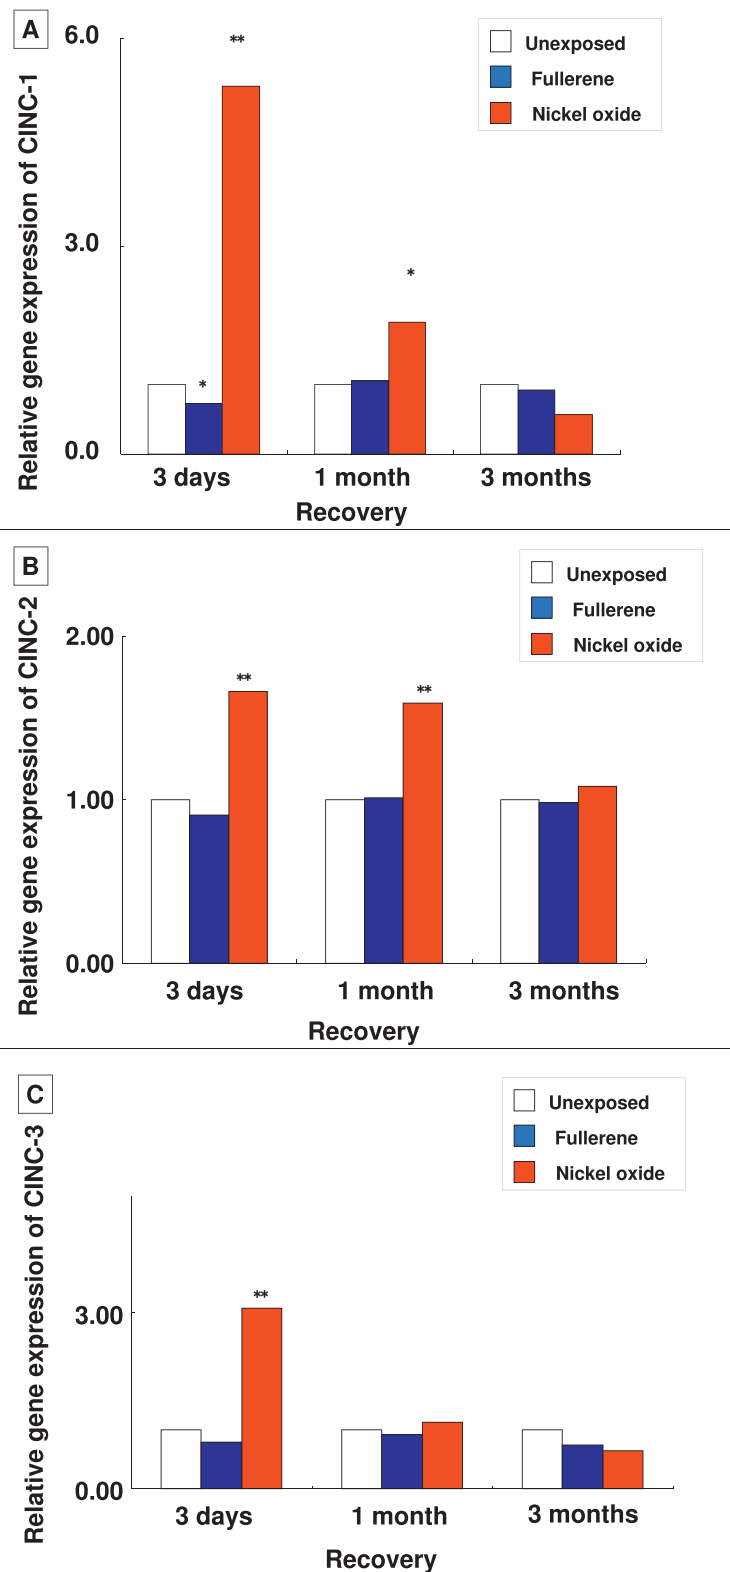 A
Relative gene expression of CINC-1
6.0
3.0
0.0
**
*
*
Unexposed
Fullerene
Nickel oxide
3 days
1 month
3 months
Recovery
B
Relative gene expression of CINC-2
2.00
1.00
0.00
**
**
Unexposed
Fullerene
Nickel oxide
3 days
1 month
3 months
Recovery
C
Relative gene expression of CINC-3
3.00
0.00
**
Unexposed
Fullerene
Nickel oxide
3 days
1 month
3 months
Recovery